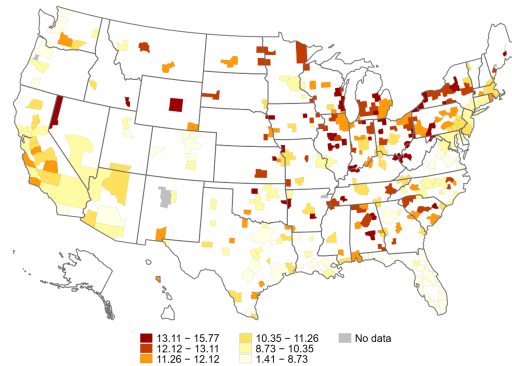 13.11 − 15.77
12.12 − 13.11
11.26 − 12.12
10.35 − 11.26
8.73 − 10.35
1.41 − 8.73
No data